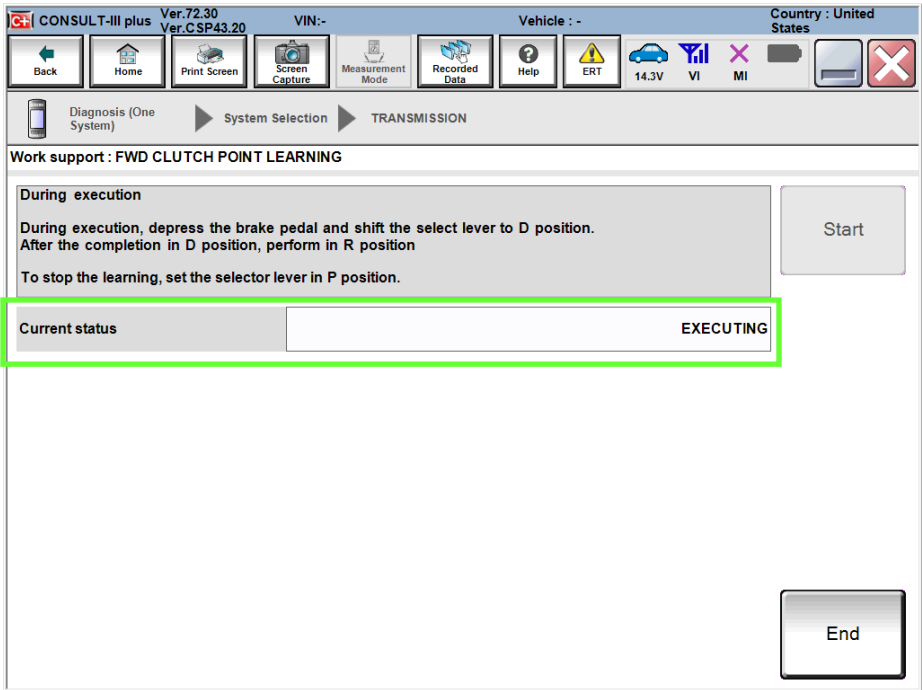 C+ CONSULT-III plus Ver.72.30 VIN:- Vehicle : - Country : United
Ver.CSP43.20 States
Back
Home
Print Screen
Screen
Capture
Measurement
Mode
Recorded
Data
Help
ERT
14.3V
VI
MI
Diagnosis (One
System)
System Selection
TRANSMISSION
Work support : FWD CLUTCH POINT LEARNING
During execution
During execution, depress the brake pedal and shift the select lever to D position.
After the completion in D position, perform in R position
To stop the learning, set the selector lever in P position.
Start
Current status EXECUTING
End